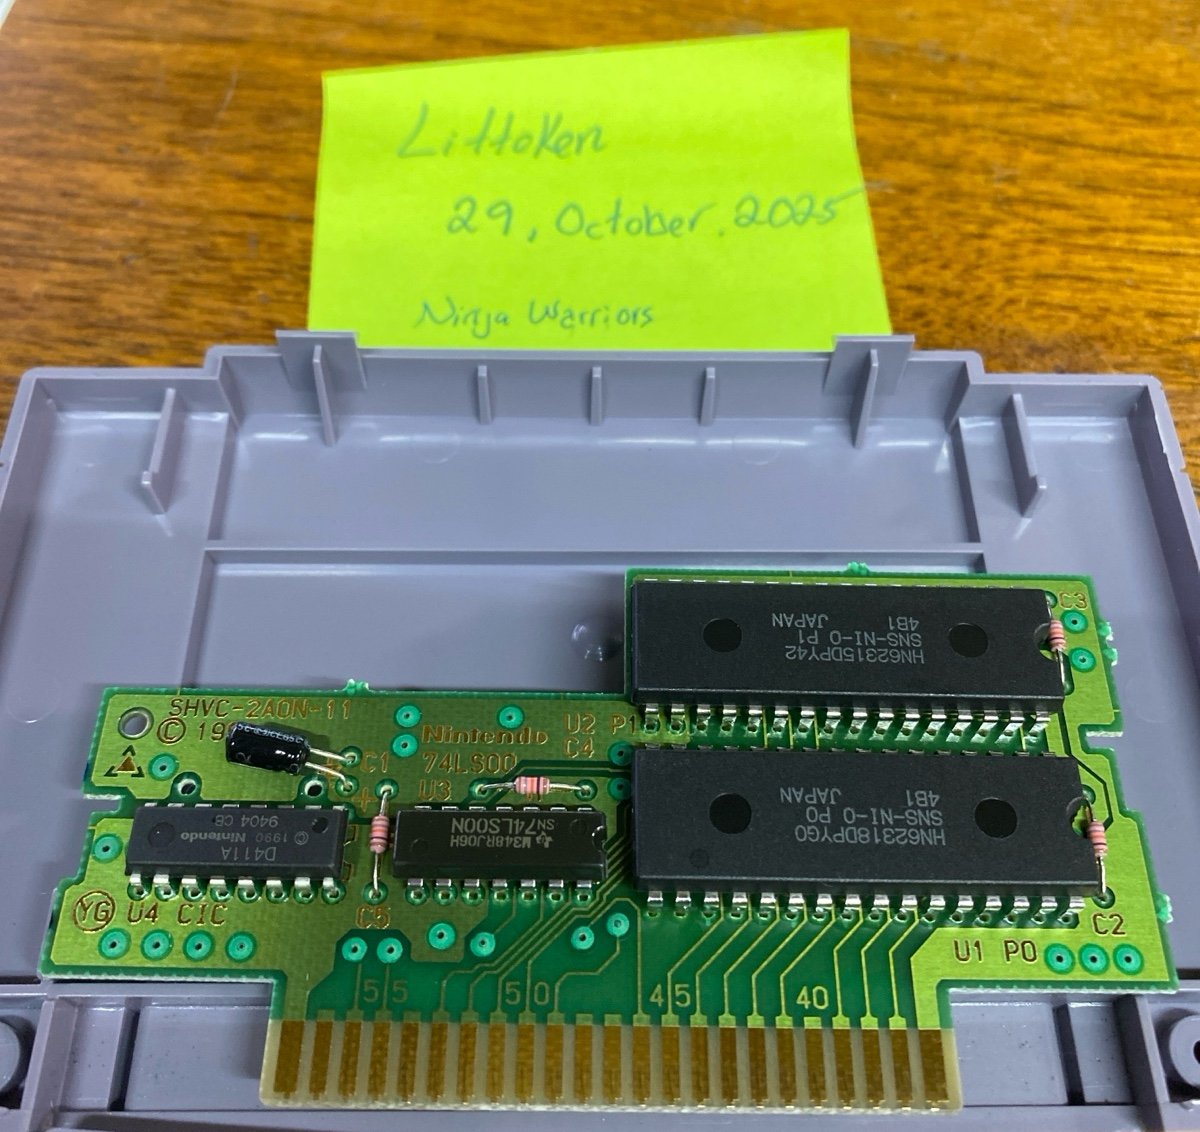 Littoken
29, October. 2025
Ninja Warriors
C3
HN62315DPY42
SNS-NI-0 P1
4B1
JAPAN
SHVC-2A0N-11
© 199
Nintendo
U2 P1
C4
C1
74LS00
U3
HN62318DPYG0
SNS-NI-0 P0
4B1
JAPAN
D411A
© 1990 Nintendo
9404 CB
M348RJ06H
SN74LS00N
YG U4 CIC
C5
C2
U1 P0
55 50 45 40